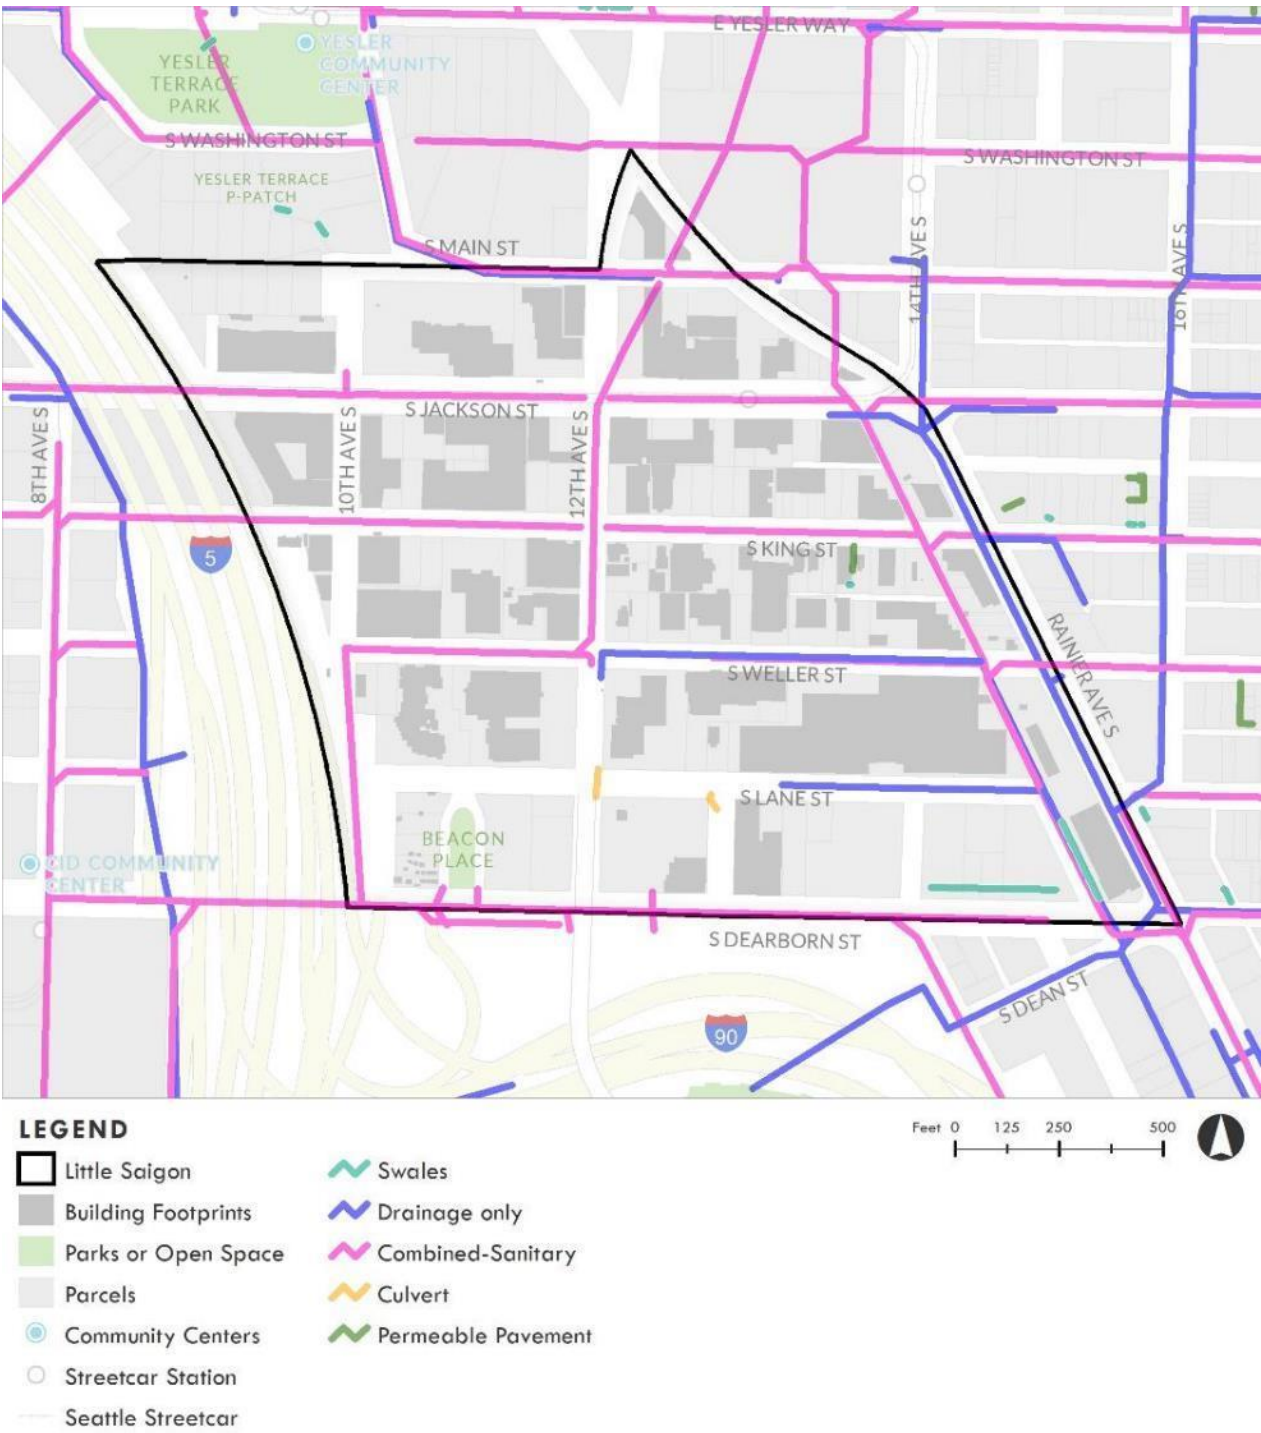 E YESLER WAY
YESLER
COMMUNITY
CENTER
YESLER
TERRACE
PARK
S WASHINGTON ST
S WASHINGTON ST
YESLER TERRACE
P-PATCH
S MAIN ST
14TH AVE S
16TH AVE S
S JACKSON ST
8TH AVE S
10TH AVE S
12TH AVE S
5
S KING ST
RAINIER AVE S
S WELLER ST
S LANE ST
BEACON
PLACE
CID COMMUNITY
CENTER
S DEARBORN ST
S DEAN ST
90
LEGEND
Little Saigon
Building Footprints
Parks or Open Space
Parcels
Community Centers
Streetcar Station
Seattle Streetcar
Swales
Drainage only
Combined-Sanitary
Culvert
Permeable Pavement
Feet 0 125 250 500